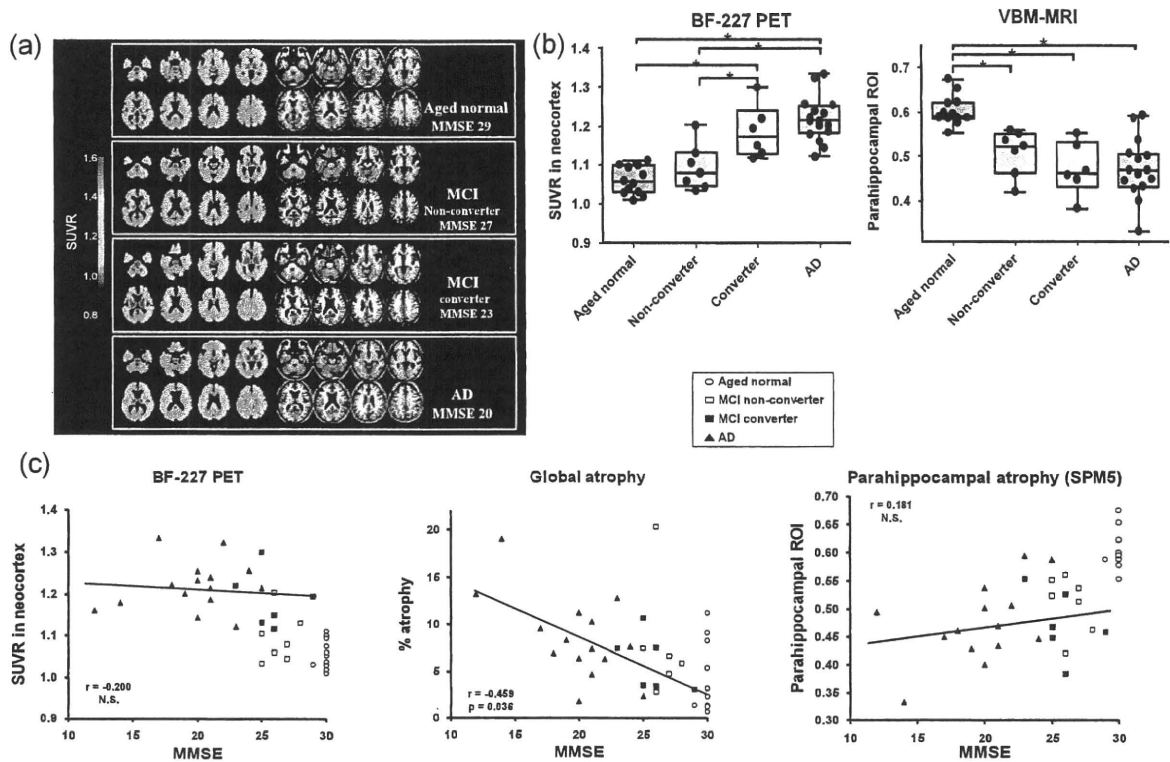 (a)
SUVR
1.6
1.4
1.2
1.0
0.8
Aged normal
MMSE 29
MCI
Non-converter
MMSE 27
MCI
converter
MMSE 23
AD
MMSE 20
(b)
BF-227 PET
SUVR in neocortex
1.4
1.3
1.2
1.1
1.0
0.9
* * * *
Aged normal
Non-converter
Converter
AD
VBM-MRI
Parahippocampal ROI
0.7
0.6
0.5
0.4
* * *
Aged normal
Non-converter
Converter
AD
Aged normal
MCI non-converter
MCI converter
AD
(c)
BF-227 PET
SUVR in neocortex
1.4
1.3
1.2
1.1
1.0
0.9
r = -0.200
N.S.
10 15 20 25 30
MMSE
Global atrophy
% atrophy
20
15
10
5
0
r = -0.459
p = 0.036
10 15 20 25 30
MMSE
Parahippocampal atrophy (SPM5)
Parahippocampal ROI
0.70
0.65
0.60
0.55
0.50
0.45
0.40
0.35
0.30
r = 0.181
N.S.
10 15 20 25 30
MMSE